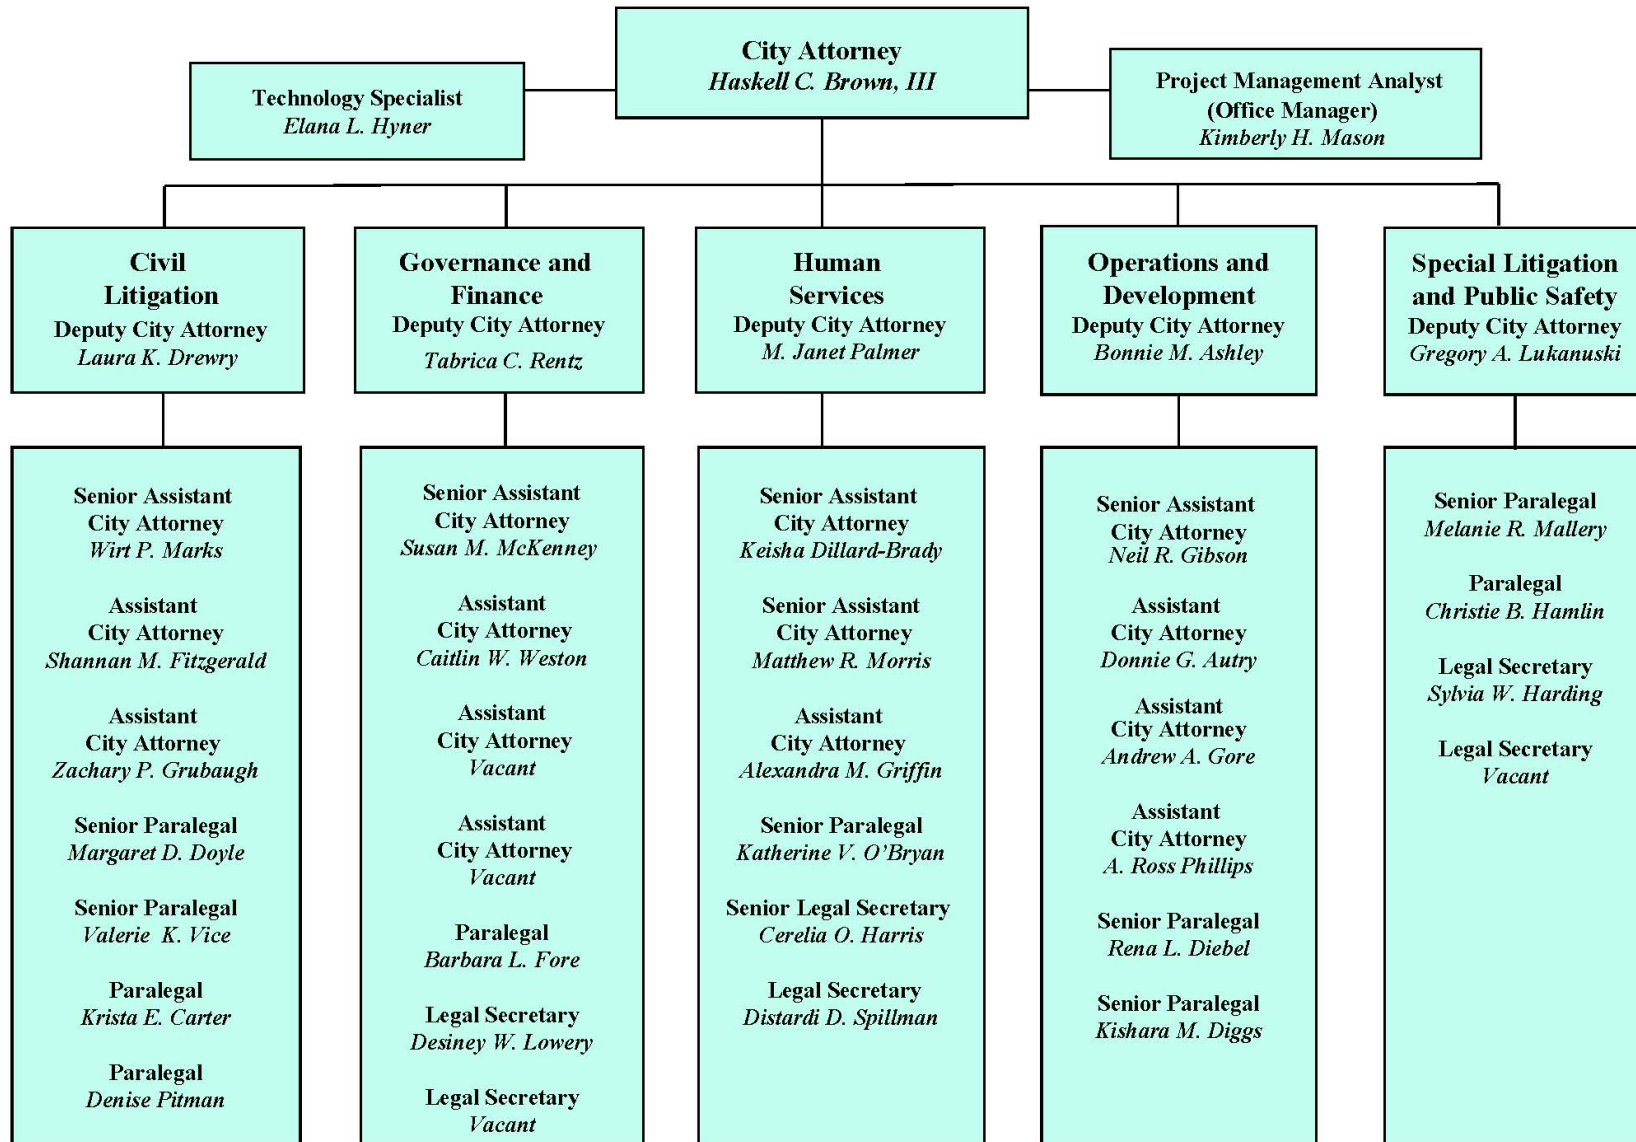 City Attorney
Haskell C. Brown, III
Technology Specialist
Elana L. Hyner
Project Management Analyst
(Office Manager)
Kimberly H. Mason
Civil
Litigation
Deputy City Attorney
Laura K. Drewry
Governance and
Finance
Deputy City Attorney
Tabrica C. Rentz
Human
Services
Deputy City Attorney
M. Janet Palmer
Operations and
Development
Deputy City Attorney
Bonnie M. Ashley
Special Litigation
and Public Safety
Deputy City Attorney
Gregory A. Lukanuski
Senior Assistant
City Attorney
Wirt P. Marks
Assistant
City Attorney
Shannan M. Fitzgerald
Assistant
City Attorney
Zachary P. Grubaugh
Senior Paralegal
Margaret D. Doyle
Senior Paralegal
Valerie K. Vice
Paralegal
Krista E. Carter
Paralegal
Denise Pitman
Senior Assistant
City Attorney
Susan M. McKenney
Assistant
City Attorney
Caitlin W. Weston
Assistant
City Attorney
Vacant
Assistant
City Attorney
Vacant
Paralegal
Barbara L. Fore
Legal Secretary
Desiney W. Lowery
Legal Secretary
Vacant
Senior Assistant
City Attorney
Keisha Dillard-Brady
Senior Assistant
City Attorney
Matthew R. Morris
Assistant
City Attorney
Alexandra M. Griffin
Senior Paralegal
Katherine V. O’Bryan
Senior Legal Secretary
Cerelia O. Harris
Legal Secretary
Distardi D. Spillman
Senior Assistant
City Attorney
Neil R. Gibson
Assistant
City Attorney
Donnie G. Autry
Assistant
City Attorney
Andrew A. Gore
Assistant
City Attorney
A. Ross Phillips
Senior Paralegal
Rena L. Diebel
Senior Paralegal
Kishara M. Diggs
Senior Paralegal
Melanie R. Mallery
Paralegal
Christie B. Hamlin
Legal Secretary
Sylvia W. Harding
Legal Secretary
Vacant